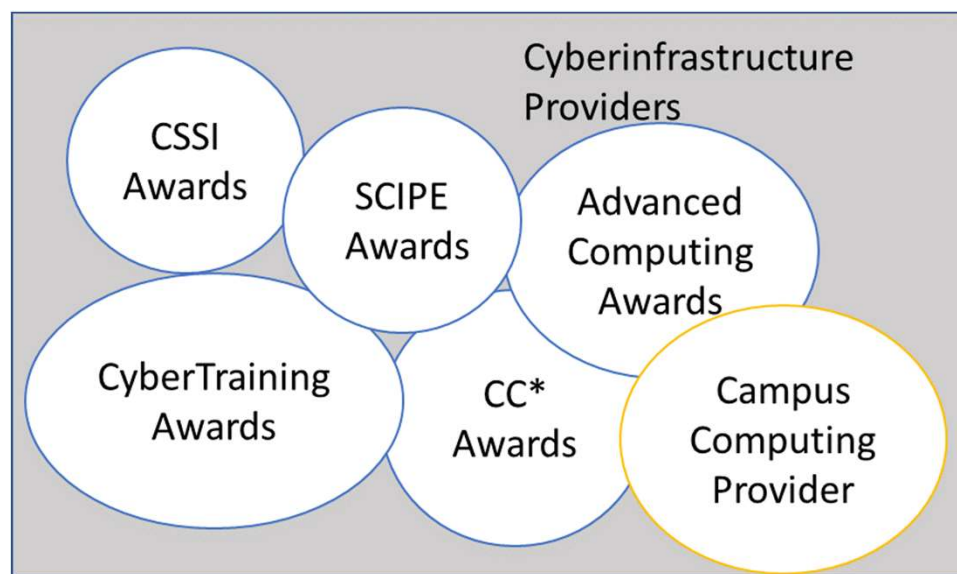 Cyberinfrastructure
Providers
CSSI
Awards
SCIPE
Awards
Advanced
Computing
Awards
CyberTraining
Awards
CC*
Awards
Campus
Computing
Provider